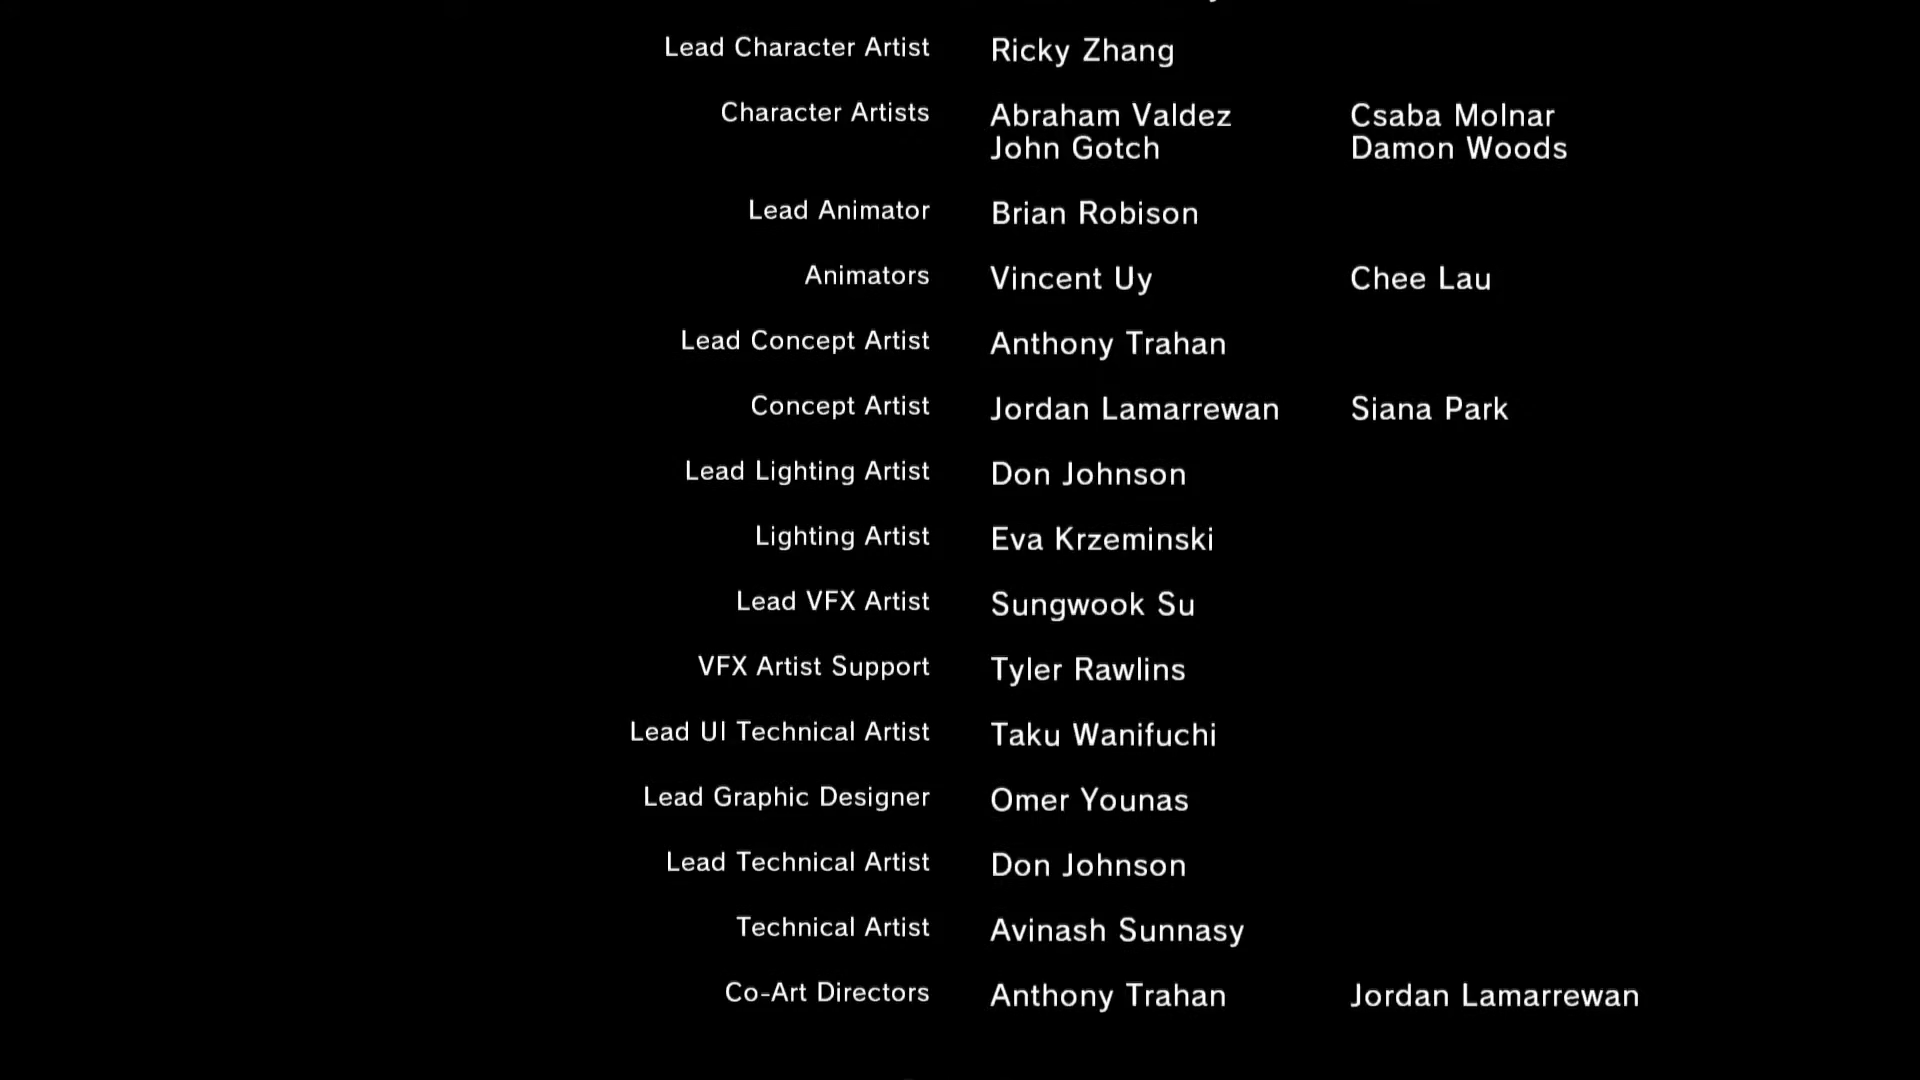 Lead Character Artist Ricky Zhang
Character Artists Abraham Valdez Csaba Molnar
John Gotch Damon Woods
Lead Animator Brian Robison
Animators Vincent Uy Chee Lau
Lead Concept Artist Anthony Trahan
Concept Artist Jordan Lamarrewan Siana Park
Lead Lighting Artist Don Johnson
Lighting Artist Eva Krzeminski
Lead VFX Artist Sungwook Su
VFX Artist Support Tyler Rawlins
Lead UI Technical Artist Taku Wanifuchi
Lead Graphic Designer Omer Younas
Lead Technical Artist Don Johnson
Technical Artist Avinash Sunnasy
Co-Art Directors Anthony Trahan Jordan Lamarrewan